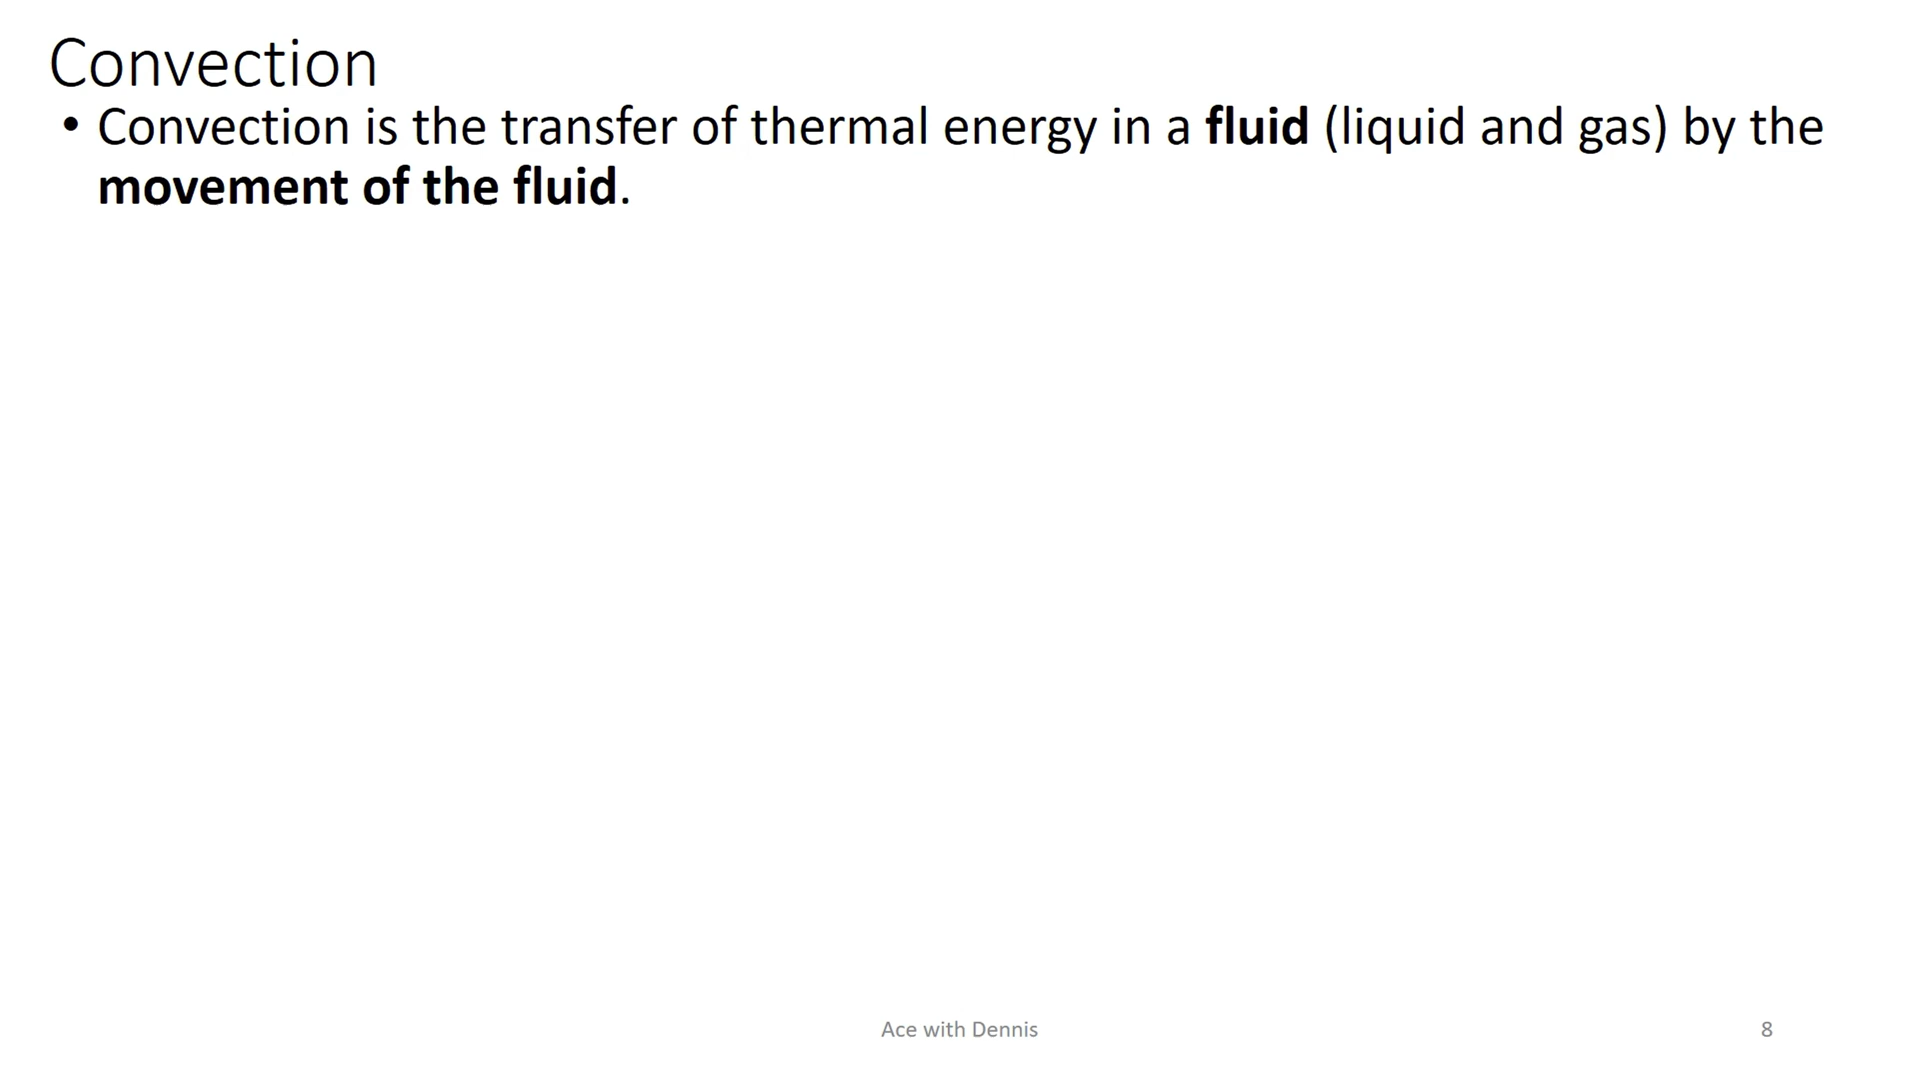 Convection
• Convection is the transfer of thermal energy in a fluid (liquid and gas) by the
movement of the fluid.
Ace with Dennis
8